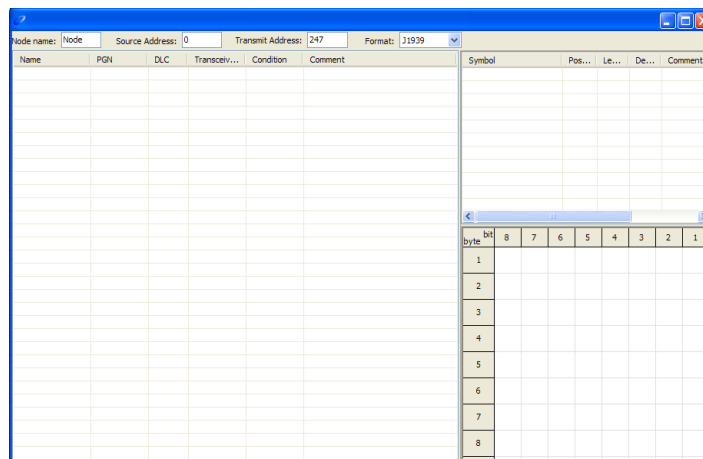 Node name: Node Source Address: 0 Transmit Address: 247 Format: J1939
Name PGN DLC Transceiv... Condition Comment
Symbol Pos... Le... De... Comment
bit 8 7 6 5 4 3 2 1
byte
1
2
3
4
5
6
7
8